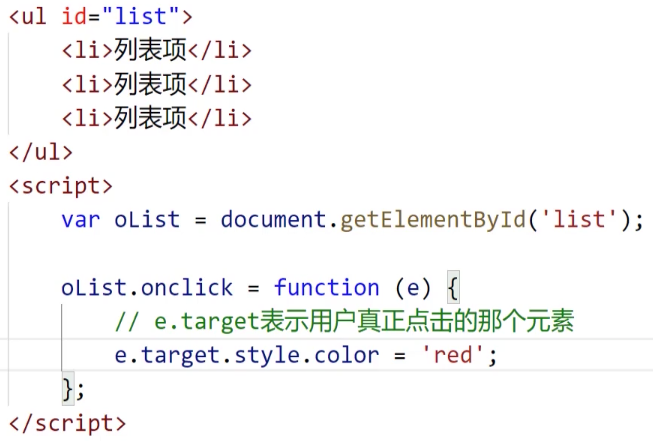 <ul id="list">
    <li>列表项</li>
    <li>列表项</li>
    <li>列表项</li>
</ul>
<script>
    var oList = document.getElementById('list');
    oList.onclick = function (e) {
        // e.target表示用户真正点击的那个元素
        e.target.style.color = 'red';
    };
</script>